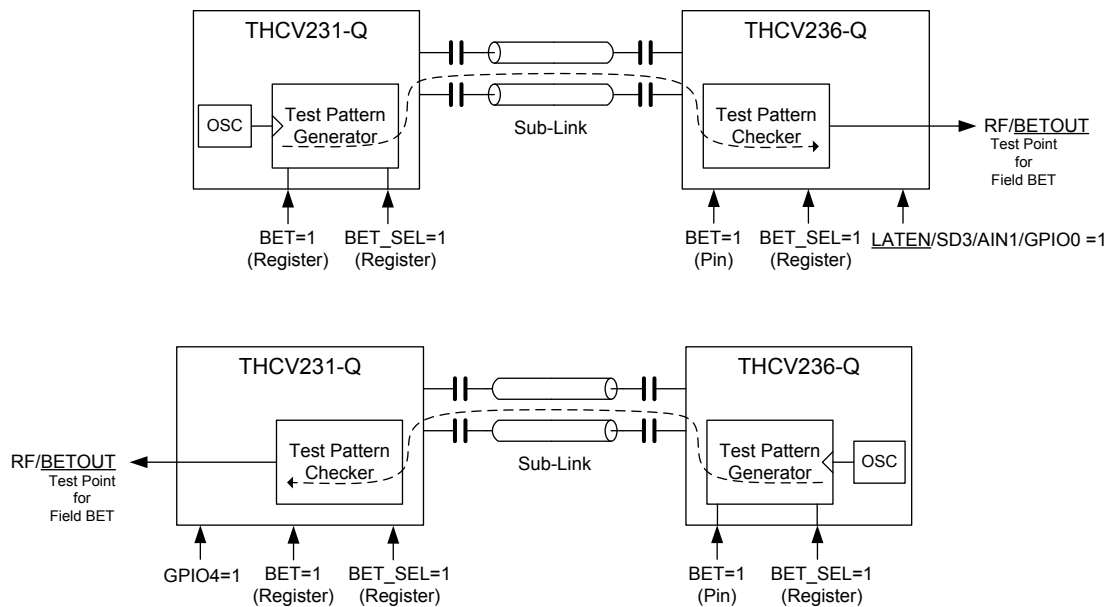 THCV231-Q
THCV236-Q
OSC
Test Pattern
Generator
Sub-Link
Test Pattern
Checker
RF/BETOUT
Test Point
for
Field BET
BET=1
(Register)
BET_SEL=1
(Register)
BET=1
(Pin)
BET_SEL=1
(Register)
LATEN/SD3/AIN1/GPIO0 =1
THCV231-Q
THCV236-Q
RF/BETOUT
Test Point
for
Field BET
Test Pattern
Checker
Sub-Link
Test Pattern
Generator
OSC
GPIO4=1
BET=1
(Register)
BET_SEL=1
(Register)
BET=1
(Pin)
BET_SEL=1
(Register)